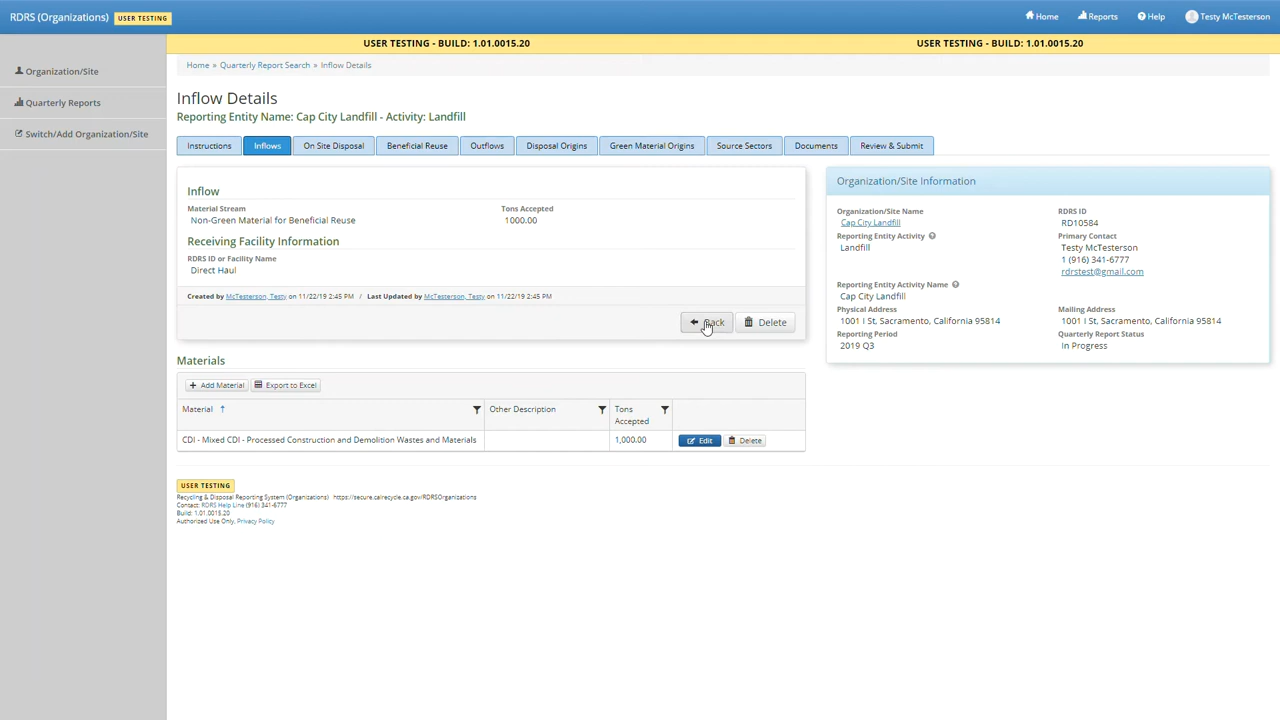 RDRS (Organizations) USER TESTING
Home Reports Help Testy McTesterson
USER TESTING - BUILD: 1.01.0015.20 USER TESTING - BUILD: 1.01.0015.20
Organization/Site
Quarterly Reports
Switch/Add Organization/Site
Home » Quarterly Report Search » Inflow Details
Inflow Details
Reporting Entity Name: Cap City Landfill - Activity: Landfill
Instructions Inflows On Site Disposal Beneficial Reuse Outflows Disposal Origins Green Material Origins Source Sectors Documents Review & Submit
Inflow
Material Stream Tons Accepted
Non-Green Material for Beneficial Reuse 1000.00
Receiving Facility Information
RDRS ID or Facility Name
Direct Haul
Created by McTesterson, Testy on 11/22/19 2:45 PM / Last Updated by McTesterson, Testy on 11/22/19 2:45 PM
Back Delete
Organization/Site Information
Organization/Site Name RDRS ID
Cap City Landfill RD10584
Reporting Entity Activity Primary Contact
Landfill Testy McTesterson
1 (916) 341-6777
rdrstest@gmail.com
Reporting Entity Activity Name
Cap City Landfill
Physical Address Mailing Address
1001 I St, Sacramento, California 95814 1001 I St, Sacramento, California 95814
Reporting Period Quarterly Report Status
2019 Q3 In Progress
Materials
Add Material Export to Excel
Material Other Description Tons Accepted
CDI - Mixed CDI - Processed Construction and Demolition Wastes and Materials 1,000.00 Edit Delete
USER TESTING
Recycling & Disposal Reporting System (Organizations) https://secure.calrecycle.ca.gov/RDRSOrganizations
Contact: RDRS Help Line (916) 341-6777
Build: 1.01.0015.20
Authorized Use Only, Privacy Policy